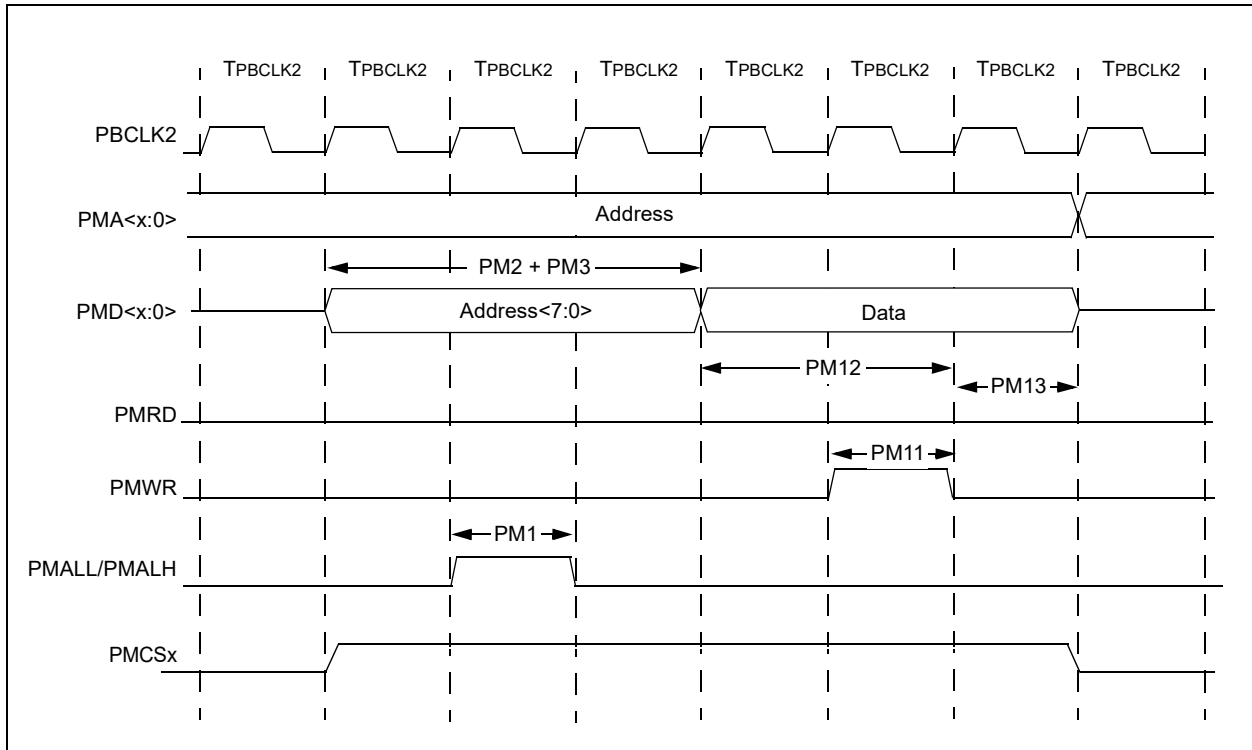 TPBCLK2 TPBCLK2 TPBCLK2 TPBCLK2 TPBCLK2 TPBCLK2 TPBCLK2 TPBCLK2
PBCLK2
PMA<x:0> Address
PM2 + PM3
PMD<x:0> Address<7:0> Data
PM12
PM13
PMRD
PM11
PMWR
PM1
PMALL/PMALH
PMCSx